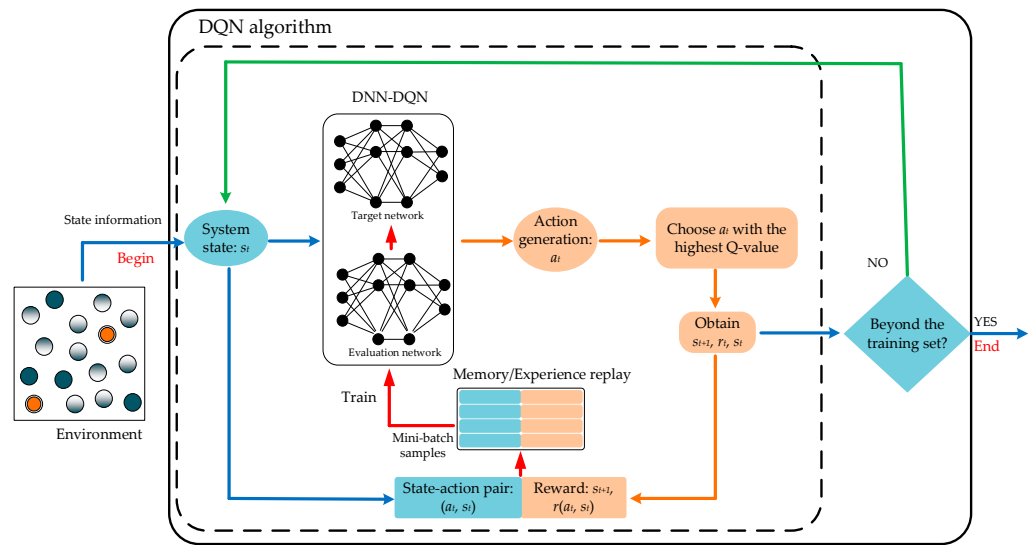 DQN algorithm
DNN-DQN
State information
Begin
System
state: sₜ
Target network
Evaluation network
Action
generation:
aₜ
Choose aₜ with the
highest Q-value
Obtain
sₜ₊₁, rₜ, sₜ
NO
Beyond the
training set?
YES
End
Environment
Train
Memory/Experience replay
Mini-batch
samples
State-action pair:
(aₜ, sₜ)
Reward: sₜ₊₁,
r(aₜ, sₜ)